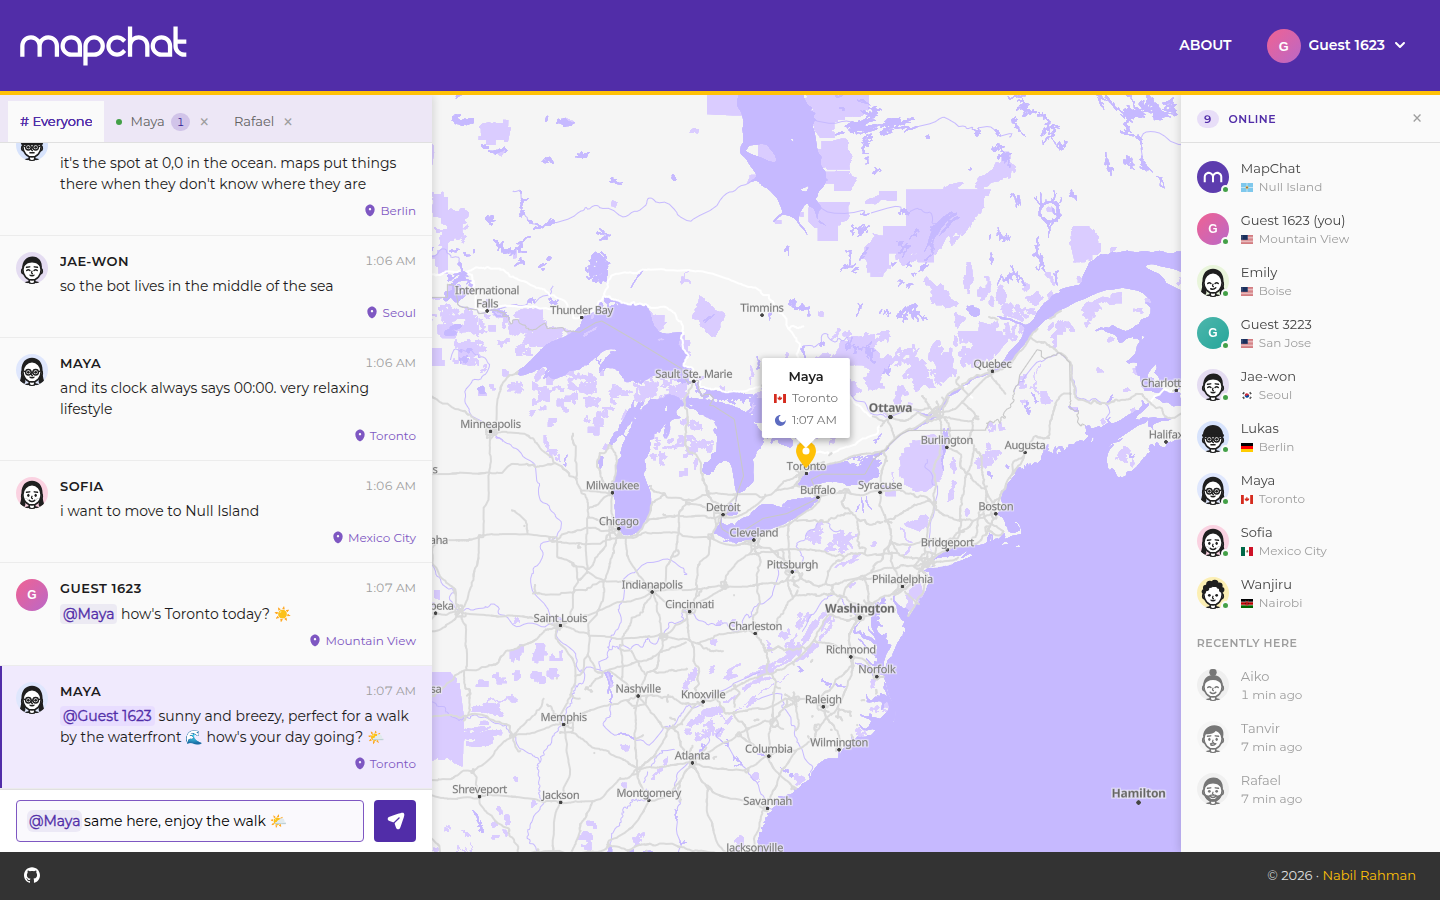 mapchat
ABOUT
G
Guest 1623
# Everyone
Maya 1 ×
Rafael ×
it's the spot at 0,0 in the ocean. maps put things
there when they don't know where they are
Berlin
JAE-WON 1:06 AM
so the bot lives in the middle of the sea
Seoul
MAYA 1:06 AM
and its clock always says 00:00. very relaxing
lifestyle
Toronto
SOFIA 1:06 AM
i want to move to Null Island
Mexico City
G
GUEST 1623 1:07 AM
@Maya how's Toronto today? ☀️
Mountain View
MAYA 1:07 AM
@Guest 1623 sunny and breezy, perfect for a walk
by the waterfront 🌊 how's your day going? 🌤️
Toronto
@Maya same here, enjoy the walk 🌤️
International
Falls
Thunder Bay
Timmins
Sault Ste. Marie
Quebec
Charlott
Maya
Toronto
1:07 AM
Ottawa
Minneapolis
Burlington
Augusta
Halifax
s
Toronto
Milwaukee
Buffalo
Syracuse
Detroit
Boston
Chicago
Cleveland
aha
Bridgeport
Pittsburgh
Indianapolis
Philadelphia
Cincinnati
peka
Washington
Saint Louis
Charleston
Richmond
Norfolk
sa
Nashville
Knoxville
Raleigh
Memphis
Wilmington
Columbia
Atlanta
Shreveport
Jackson
Montgomery
Savannah
Hamilton
Jacksonville
9 ONLINE ×
MapChat
Null Island
G
Guest 1623 (you)
Mountain View
Emily
Boise
G
Guest 3223
San Jose
Jae-won
Seoul
Lukas
Berlin
Maya
Toronto
Sofia
Mexico City
Wanjiru
Nairobi
RECENTLY HERE
Aiko
1 min ago
Tanvir
7 min ago
Rafael
7 min ago
© 2026 · Nabil Rahman